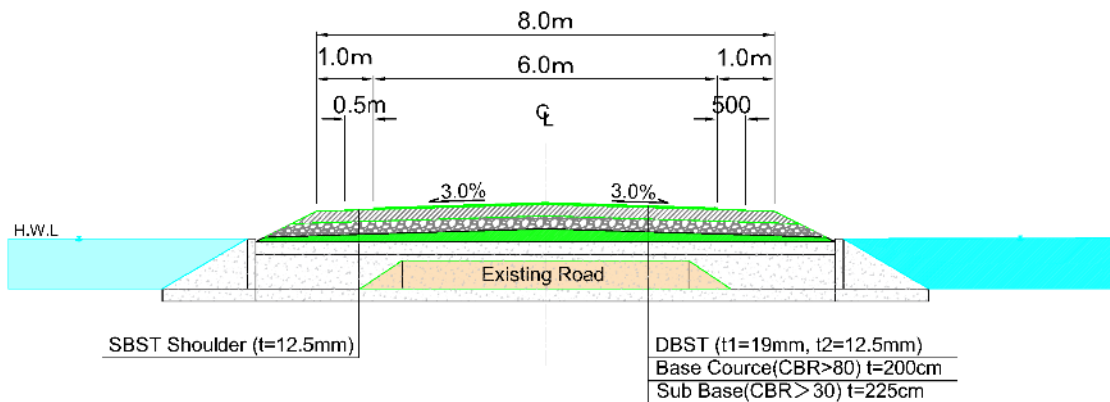 8.0m
1.0m
6.0m
1.0m
0.5m
℄
500
3.0%
3.0%
H.W.L
Existing Road
SBST Shoulder (t=12.5mm)
DBST (t1=19mm, t2=12.5mm)
Base Cource(CBR>80) t=200cm
Sub Base(CBR＞30) t=225cm